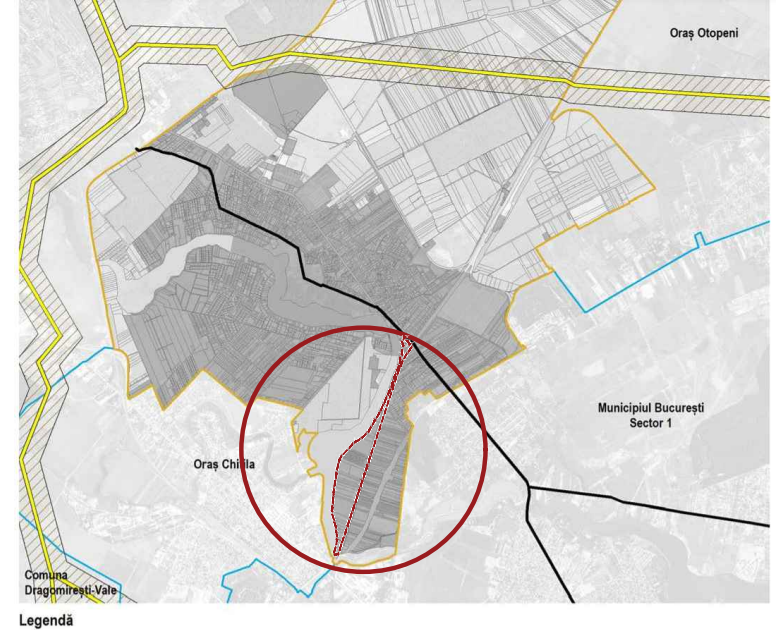 Oraș Otopeni
Municipiul București
Sector 1
Oraș Chitila
Comuna
Dragomirești-Vale
Legendă